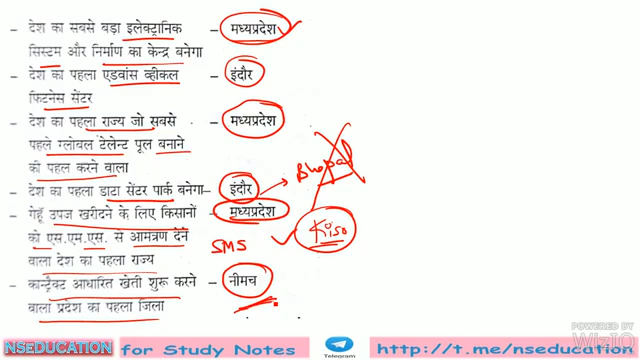 - देश का सबसे बड़ा इलेक्ट्रानिक - मध्यप्रदेश
सिस्टम और निर्माण का केन्द्र बनेगा
- देश का पहला एडवांस व्हीकल - इंदौर
फिटनेस सेंटर
- देश का पहला राज्य जो सबसे - मध्यप्रदेश
पहले ग्लोबल टेलेन्ट पूल बनाने
की पहल करने वाला
Bhopal
- देश का पहला डाटा सेंटर पार्क बनेगा- इंदौर
- गेहूँ उपज खरीदने के लिए किसानों - मध्यप्रदेश
को एस.एम.एस. से आमत्रण देने
SMS
वाला देश का पहला राज्य
- कान्ट्रैक्ट आधारित खेती शुरू करने - नीमच
वाला प्रदेश का पहला जिला
NSEDUCATION for Study Notes Telegram http://t.me/nseducation
POWERED BY
WizIQ